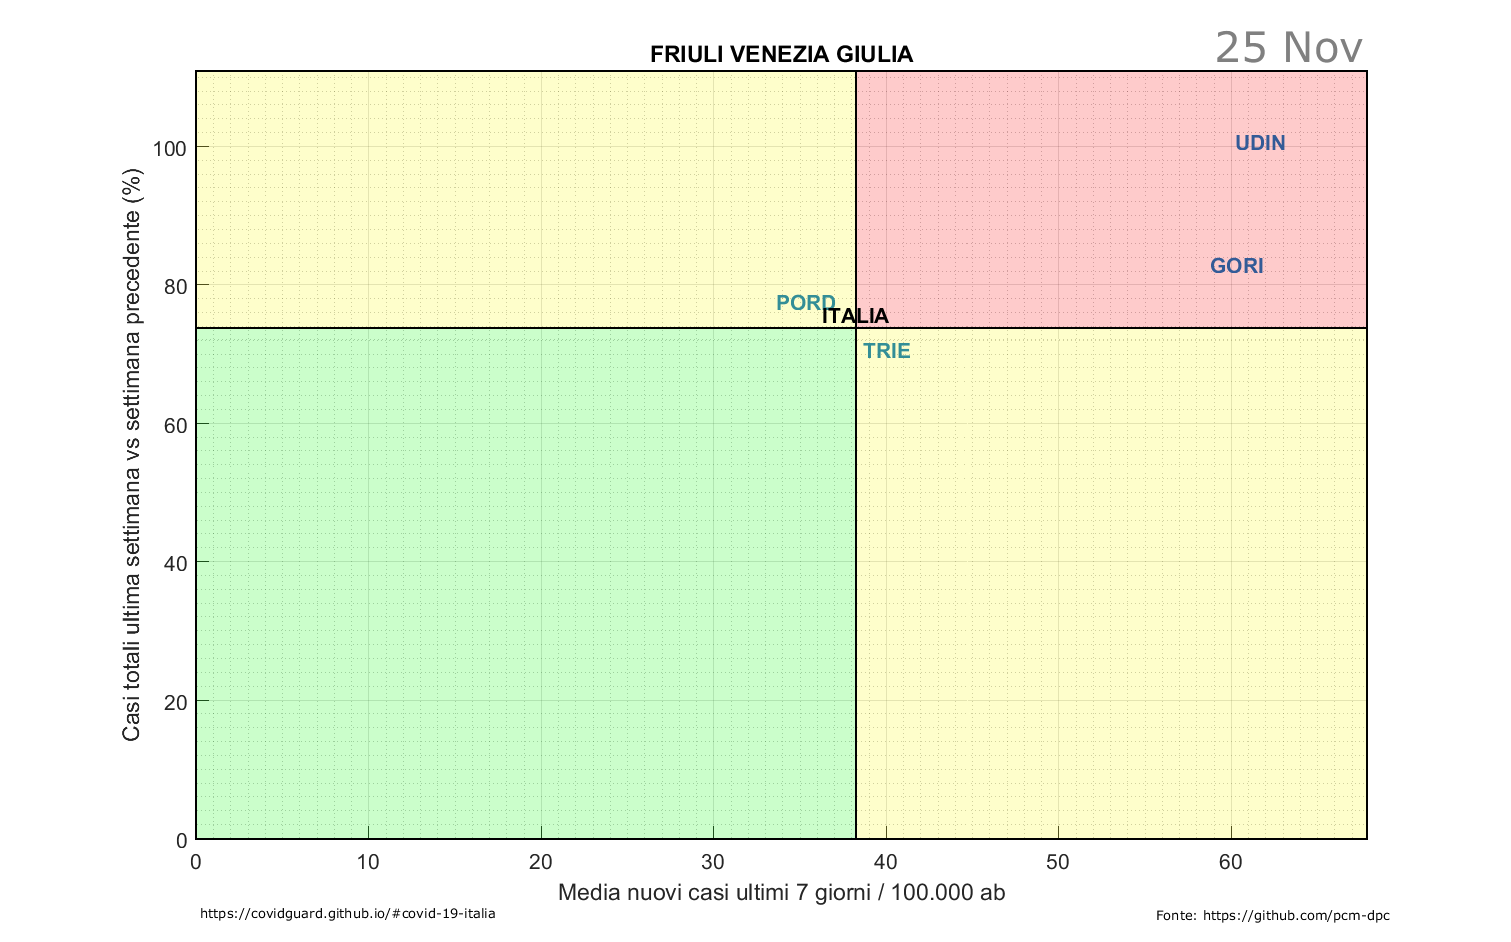 25 Nov
FRIULI VENEZIA GIULIA
Casi totali ultima settimana vs settimana precedente (%)
100
80
60
40
20
0
UDIN
GORI
PORD
ITALIA
TRIE
0 10 20 30 40 50 60
Media nuovi casi ultimi 7 giorni / 100.000 ab
https://covidguard.github.io/#covid-19-italia
Fonte: https://github.com/pcm-dpc